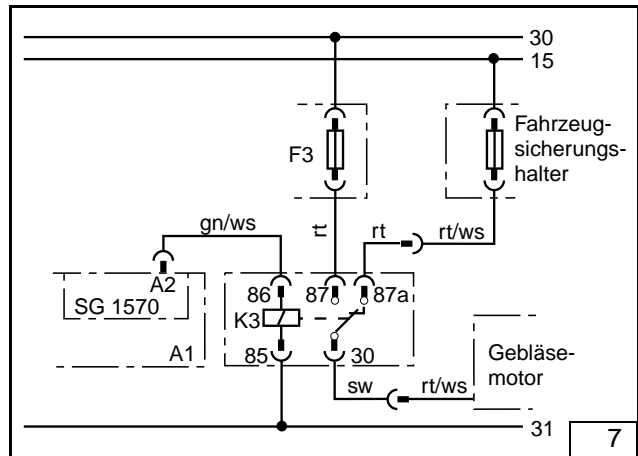 30
15
F3
Fahrzeug-
sicherungs-
halter
gn/ws
rt
rt
rt/ws
A2
SG 1570
A1
86
87
87a
K3
85
30
Gebläse-
motor
sw
rt/ws
31
7